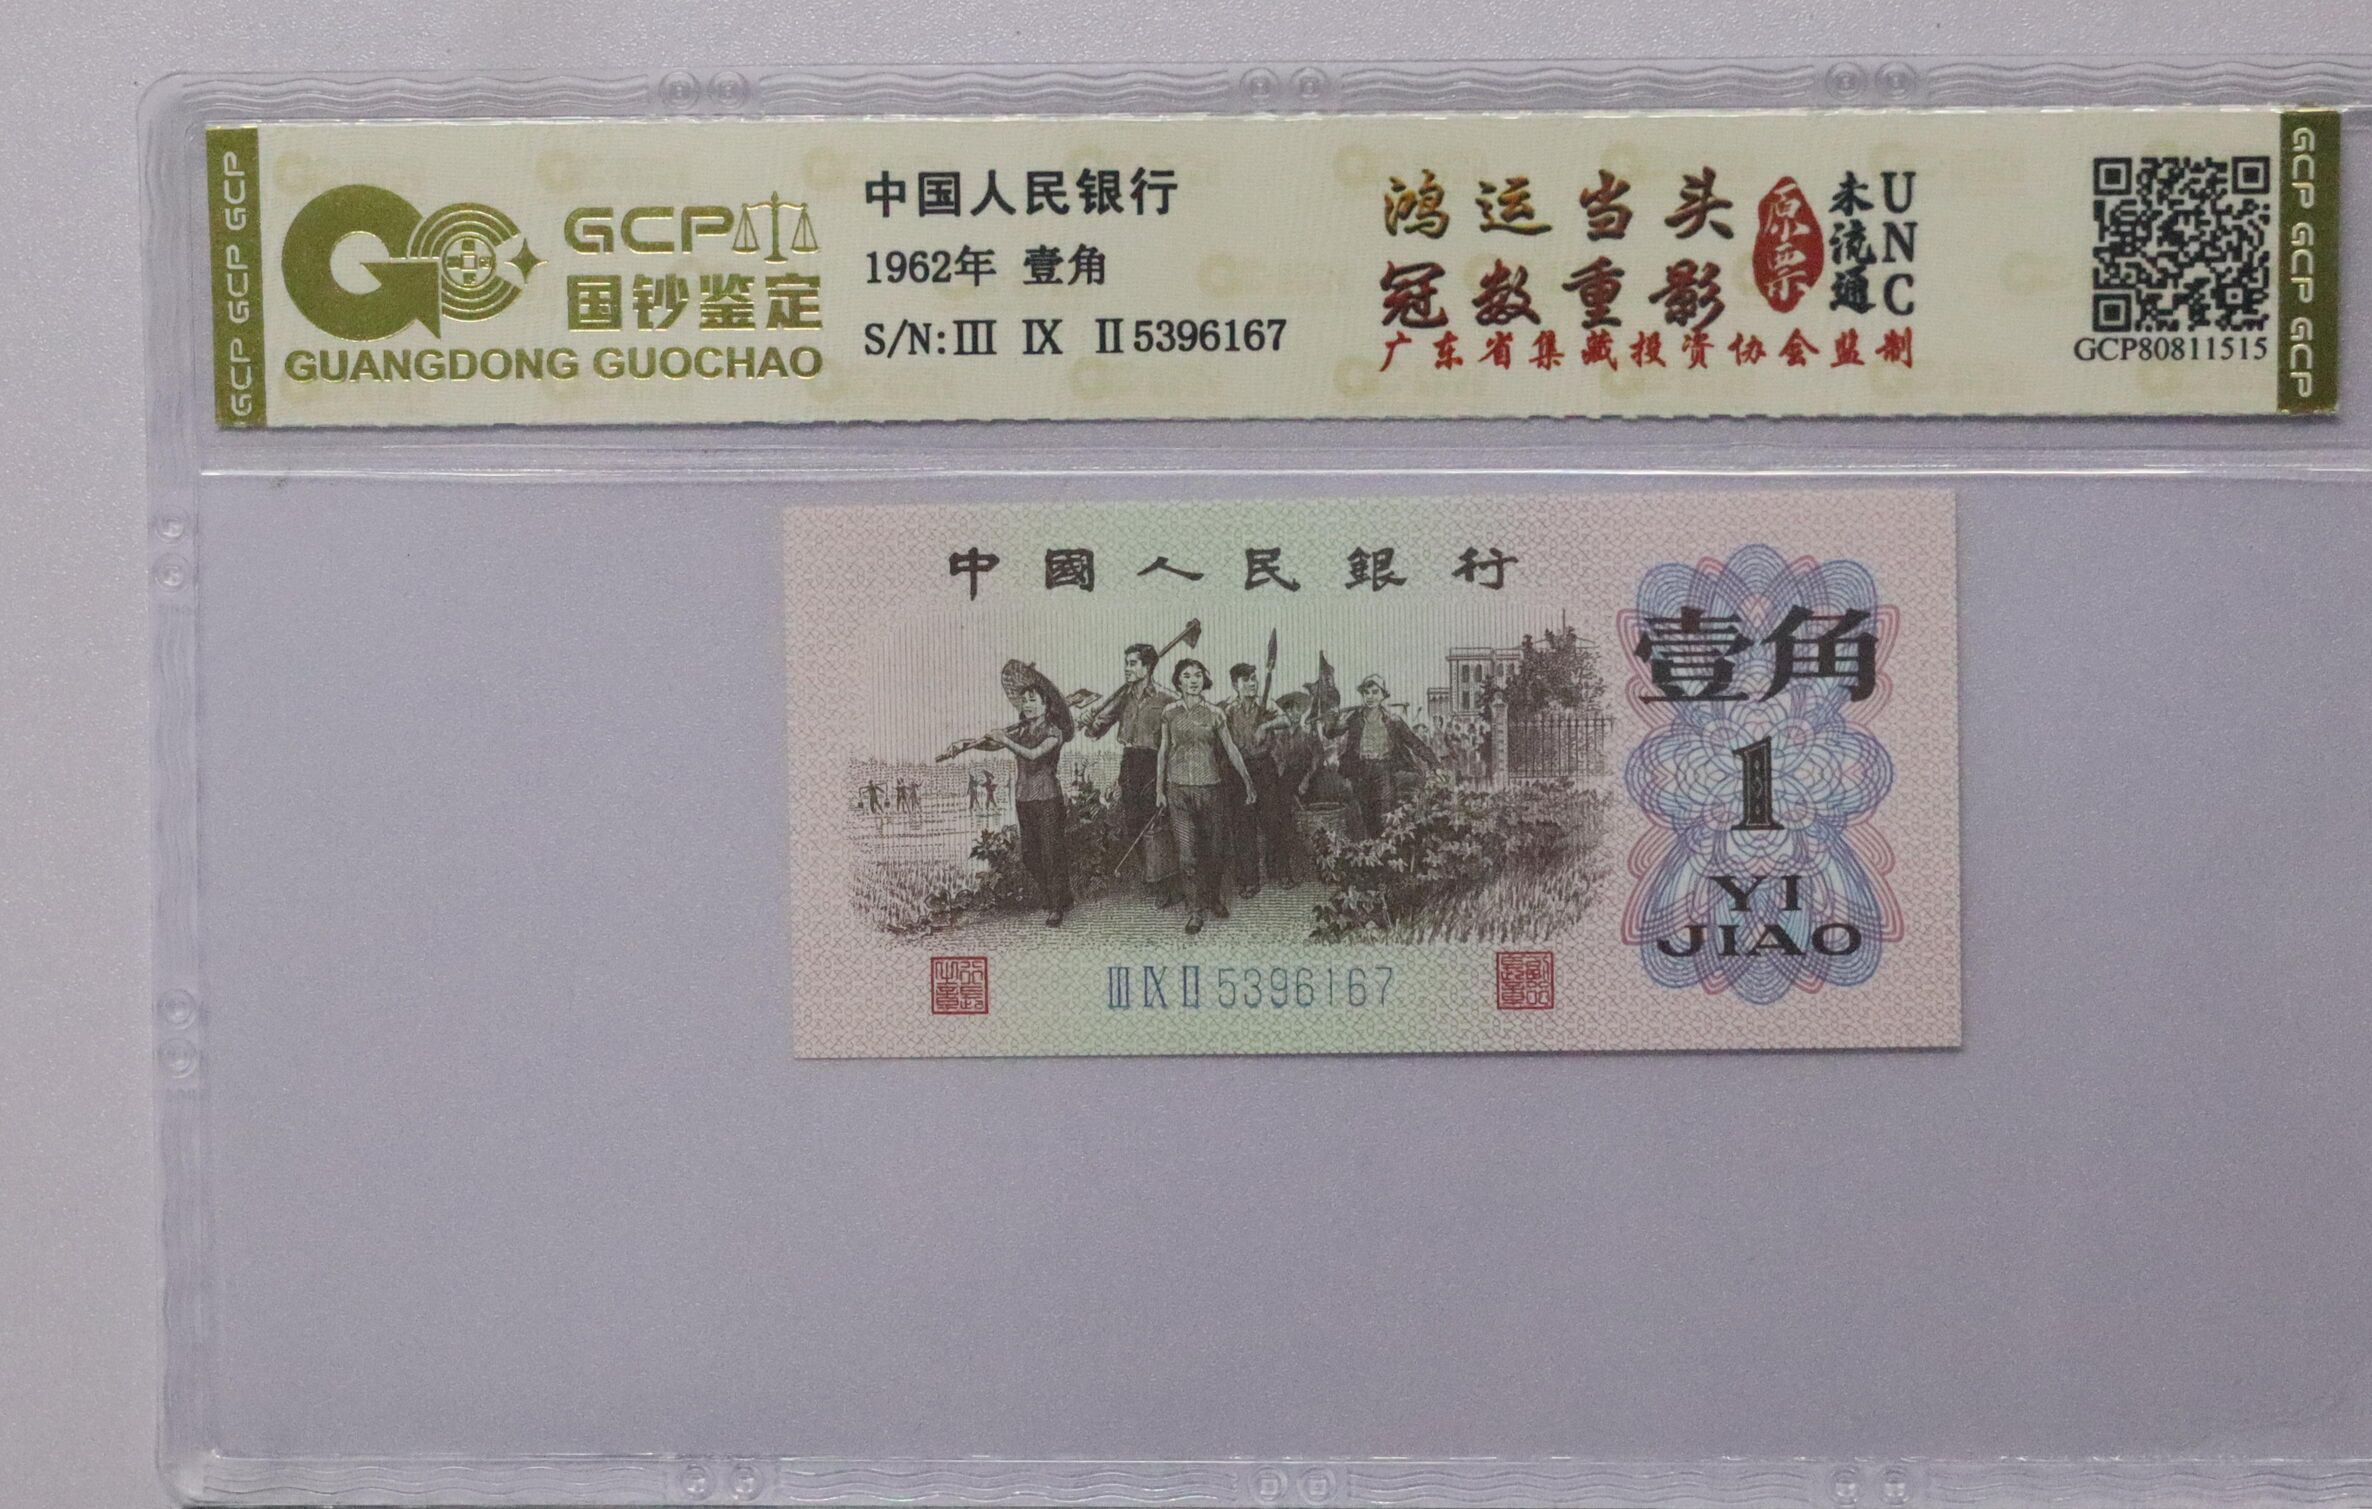 GCP GCP GCP
GCP
国钞鉴定
GUANGDONG GUOCHAO
中国人民银行
1962年 壹角
S/N:Ⅲ Ⅸ Ⅱ5396167
鸿运当头
冠数重影
原票
未流通
UNC
广东省集藏投资协会监制
GCP80811515
GCP GCP GCP
中國人民銀行
壹角
1
YI
JIAO
ⅢⅨⅡ5396167